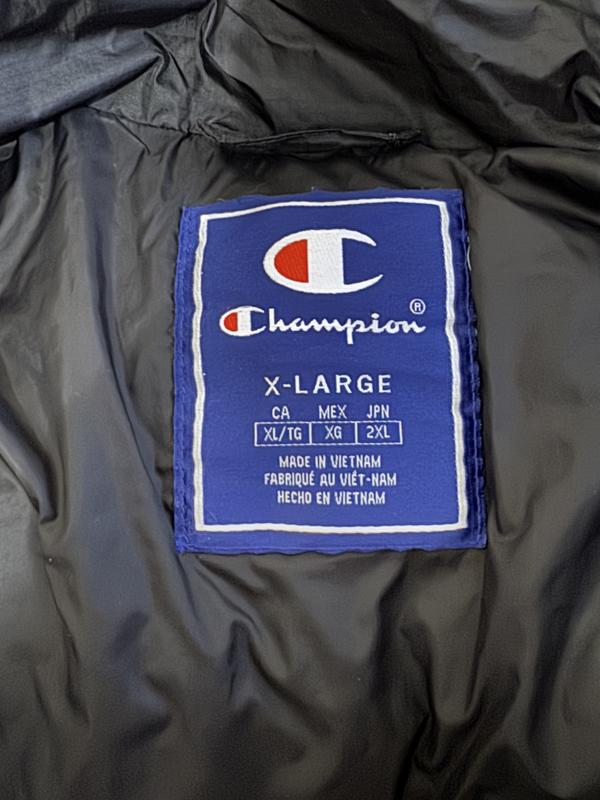 Champion®
X-LARGE
CA MEX JPN
XL/TG XG 2XL
MADE IN VIETNAM
FABRIQUÉ AU VIÊT-NAM
HECHO EN VIETNAM